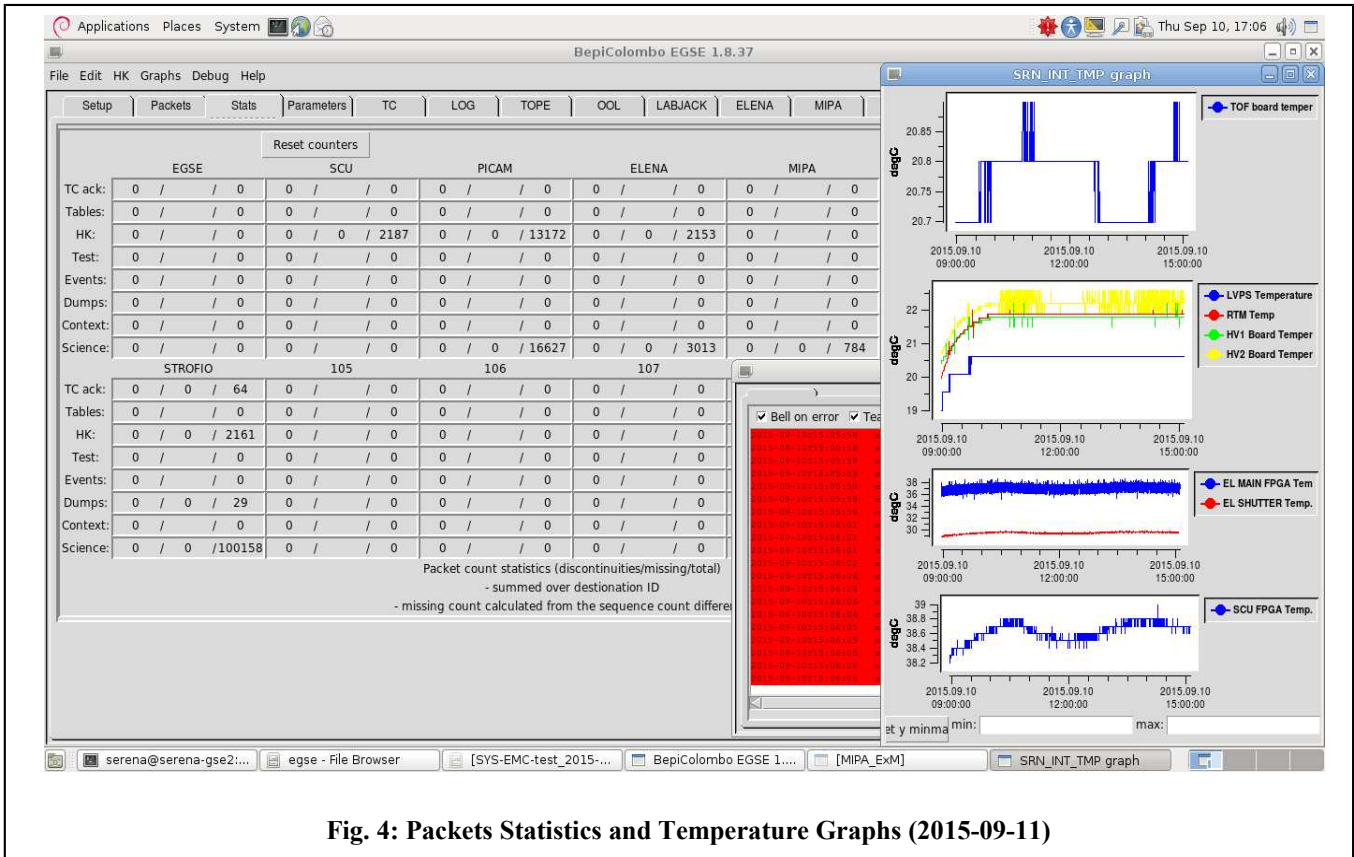 Applications Places System Thu Sep 10, 17:06
BepiColombo EGSE 1.8.37
File Edit HK Graphs Debug Help
Setup Packets Stats Parameters TC LOG TOPE OOL LABJACK ELENA MIPA
Reset counters
EGSE SCU PICAM ELENA MIPA
TC ack: 0 / / 0 0 / / 0 0 / / 0 0 / / 0 0 / / 0
Tables: 0 / / 0 0 / / 0 0 / / 0 0 / / 0 0 / / 0
HK: 0 / / 0 0 / 0 / 2187 0 / 0 / 13172 0 / 0 / 2153 0 / / 0
Test: 0 / / 0 0 / / 0 0 / / 0 0 / / 0 0 / / 0
Events: 0 / / 0 0 / / 0 0 / / 0 0 / / 0 0 / / 0
Dumps: 0 / / 0 0 / / 0 0 / / 0 0 / / 0 0 / / 0
Context: 0 / / 0 0 / / 0 0 / / 0 0 / / 0 0 / / 0
Science: 0 / / 0 0 / / 0 0 / 0 / 16627 0 / 0 / 3013 0 / 0 / 784
STROFIO 105 106 107
TC ack: 0 / 0 / 64 0 / / 0 0 / / 0 0 / / 0
Tables: 0 / / 0 0 / / 0 0 / / 0 0 / / 0
HK: 0 / 0 / 2161 0 / / 0 0 / / 0 0 / / 0
Test: 0 / / 0 0 / / 0 0 / / 0 0 / / 0
Events: 0 / / 0 0 / / 0 0 / / 0 0 / / 0
Dumps: 0 / 0 / 29 0 / / 0 0 / / 0 0 / / 0
Context: 0 / / 0 0 / / 0 0 / / 0 0 / / 0
Science: 0 / 0 /100158 0 / / 0 0 / / 0 0 / / 0
Packet count statistics (discontinuities/missing/total)
- summed over destionation ID
- missing count calculated from the sequence count differe
Bell on error Tea
SRN_INT_TMP graph
TOF board temper
degC
20.85
20.8
20.75
20.7
2015.09.10 2015.09.10 2015.09.10
09:00:00 12:00:00 15:00:00
LVPS Temperature
RTM Temp
HV1 Board Temper
HV2 Board Temper
degC
22
21
20
19
2015.09.10 2015.09.10 2015.09.10
09:00:00 12:00:00 15:00:00
EL MAIN FPGA Tem
EL SHUTTER Temp.
degC
38
36
34
32
30
2015.09.10 2015.09.10 2015.09.10
09:00:00 12:00:00 15:00:00
SCU FPGA Temp.
degC
39
38.8
38.6
38.4
38.2
2015.09.10 2015.09.10 2015.09.10
09:00:00 12:00:00 15:00:00
et y minma min: max:
serena@serena-gse2:... egse - File Browser [SYS-EMC-test_2015-... BepiColombo EGSE 1.... [MIPA_ExM] SRN_INT_TMP graph
Fig. 4: Packets Statistics and Temperature Graphs (2015-09-11)